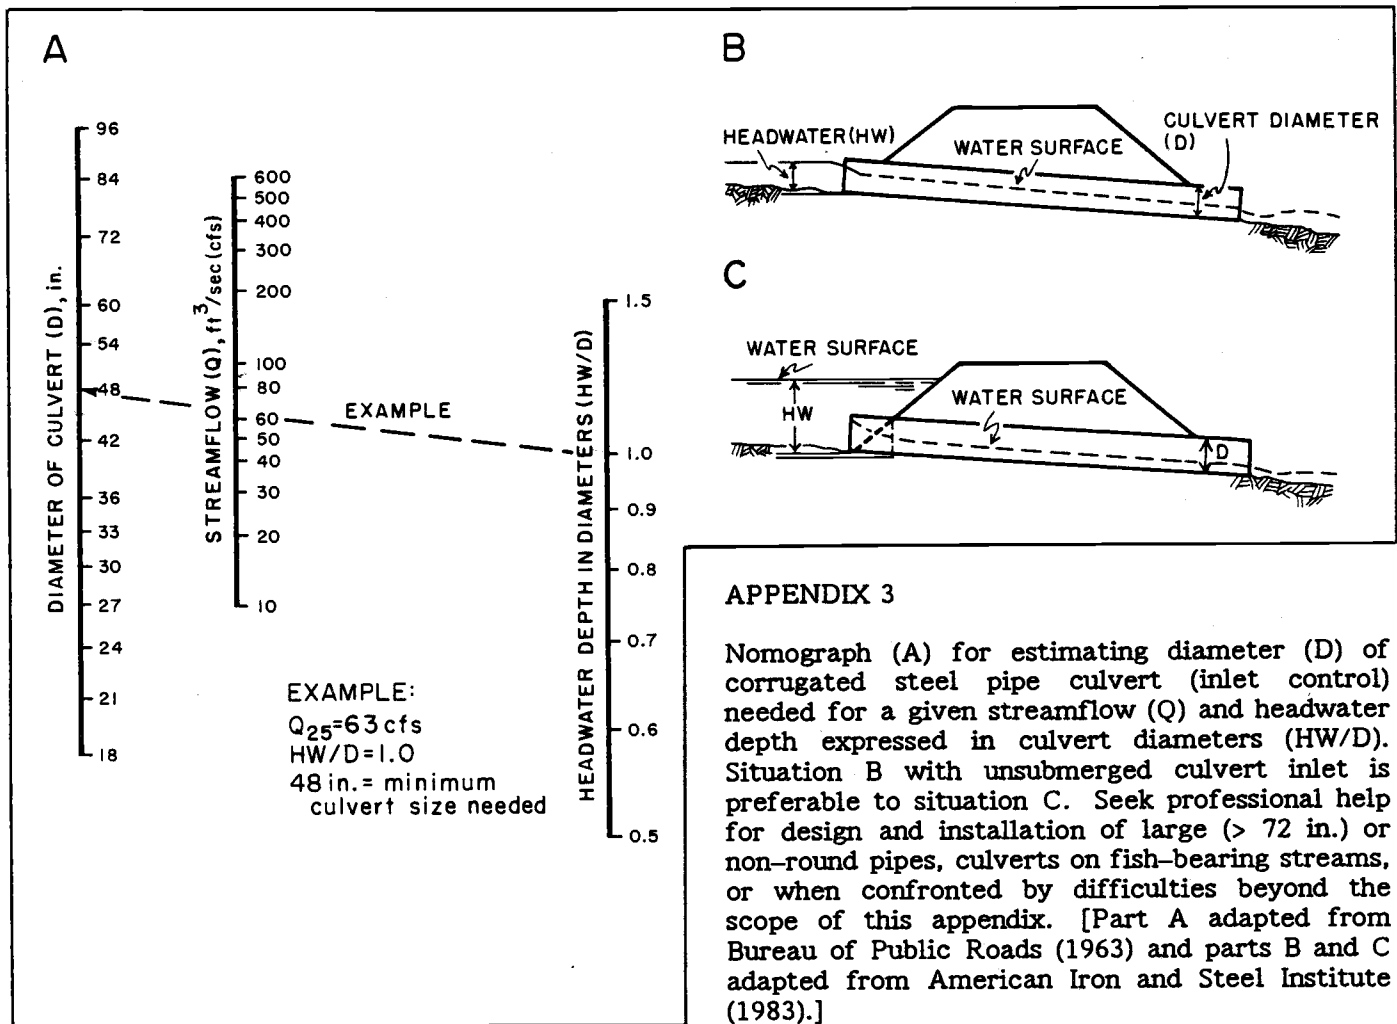 A
DIAMETER OF CULVERT (D), in.
96
84
72
60
54
48
42
36
33
30
27
24
21
18
STREAMFLOW (Q), ft³/sec (cfs)
600
500
400
300
200
100
80
60
50
40
30
20
10
EXAMPLE
HEADWATER DEPTH IN DIAMETERS (HW/D)
1.5
1.0
0.9
0.8
0.7
0.6
0.5
EXAMPLE:
Q25=63 cfs
HW/D=1.0
48 in.= minimum
culvert size needed
B
HEADWATER (HW)
WATER SURFACE
CULVERT DIAMETER
(D)
C
WATER SURFACE
HW
WATER SURFACE
D
APPENDIX 3
Nomograph (A) for estimating diameter (D) of
corrugated steel pipe culvert (inlet control)
needed for a given streamflow (Q) and headwater
depth expressed in culvert diameters (HW/D).
Situation B with unsubmerged culvert inlet is
preferable to situation C. Seek professional help
for design and installation of large (> 72 in.) or
non–round pipes, culverts on fish–bearing streams,
or when confronted by difficulties beyond the
scope of this appendix. [Part A adapted from
Bureau of Public Roads (1963) and parts B and C
adapted from American Iron and Steel Institute
(1983).]